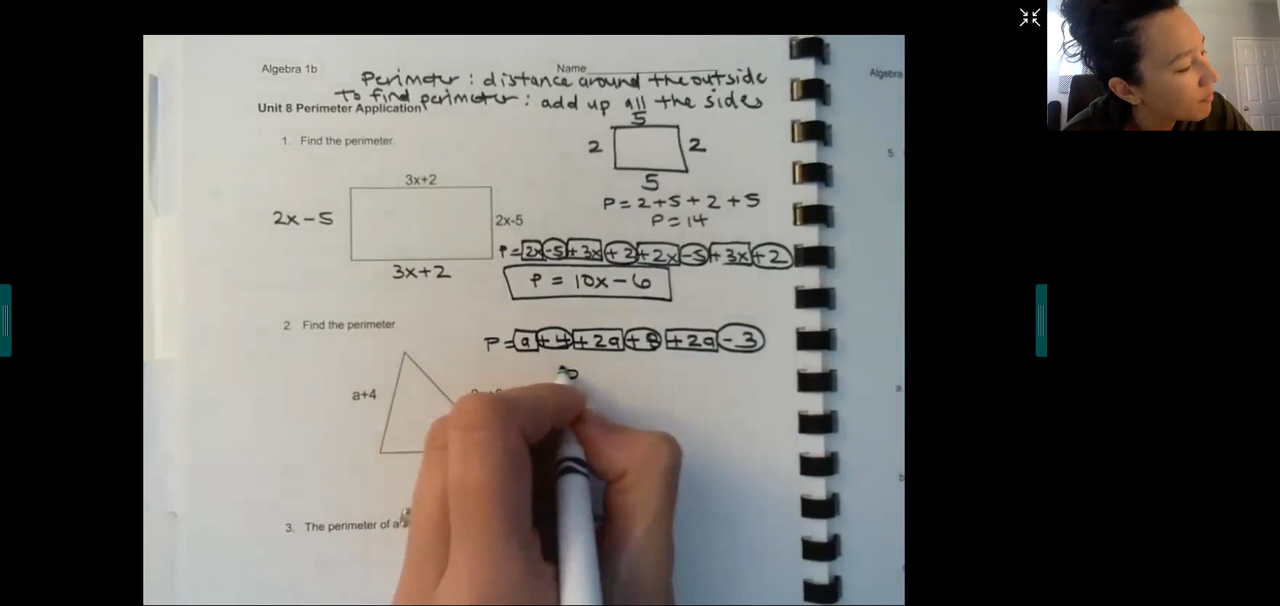 Algebra 1b
Name
Algebra
Perimeter: distance around the outside
To find perimeter: add up all the sides
Unit 8 Perimeter Application
5
2
2
5
P=2+5+2+5
P=14
1. Find the perimeter.
3x+2
2x-5
2x-5
3x+2
P=2x-5+3x+2+2x-5+3x+2
P = 10x-6
2. Find the perimeter
P=a+4+2a+8+2a-3
a+4
3. The perimeter of a
5
a
b